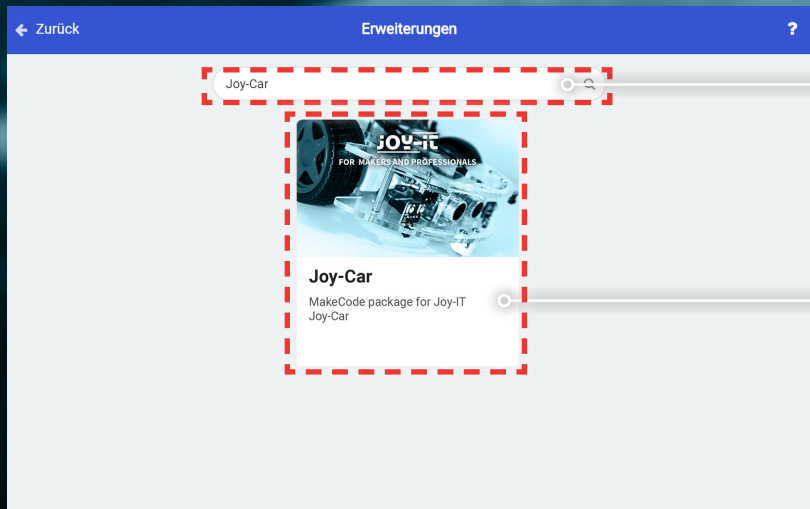 Zurück
Erweiterungen
?
Joy-Car
JOY-iT
FOR MAKERS AND PROFESSIONALS
Joy-Car
MakeCode package for Joy-IT
Joy-Car